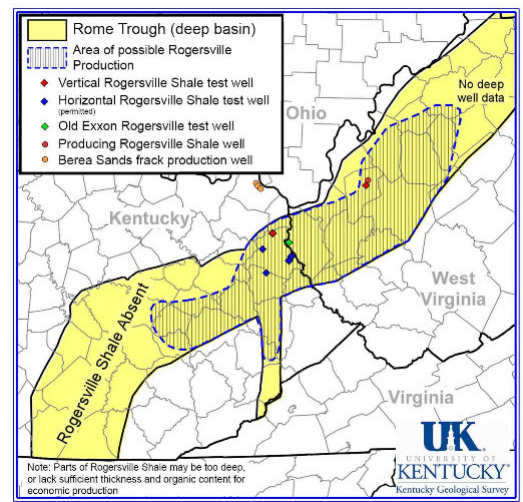 Rome Trough (deep basin)
Area of possible Rogersville
Production
Vertical Rogersville Shale test well
Horizontal Rogersville Shale test well
(permitted)
Old Exxon Rogersville test well
Producing Rogersville Shale well
Berea Sands frack production well
No deep
well data
Ohio
Kentucky
West
Virginia
Rogersville Shale Absent
Virginia
Note: Parts of Rogersville Shale may be too deep,
or lack sufficient thickness and organic content for
economic production
UK
UNIVERSITY OF
KENTUCKY
Kentucky Geological Survey